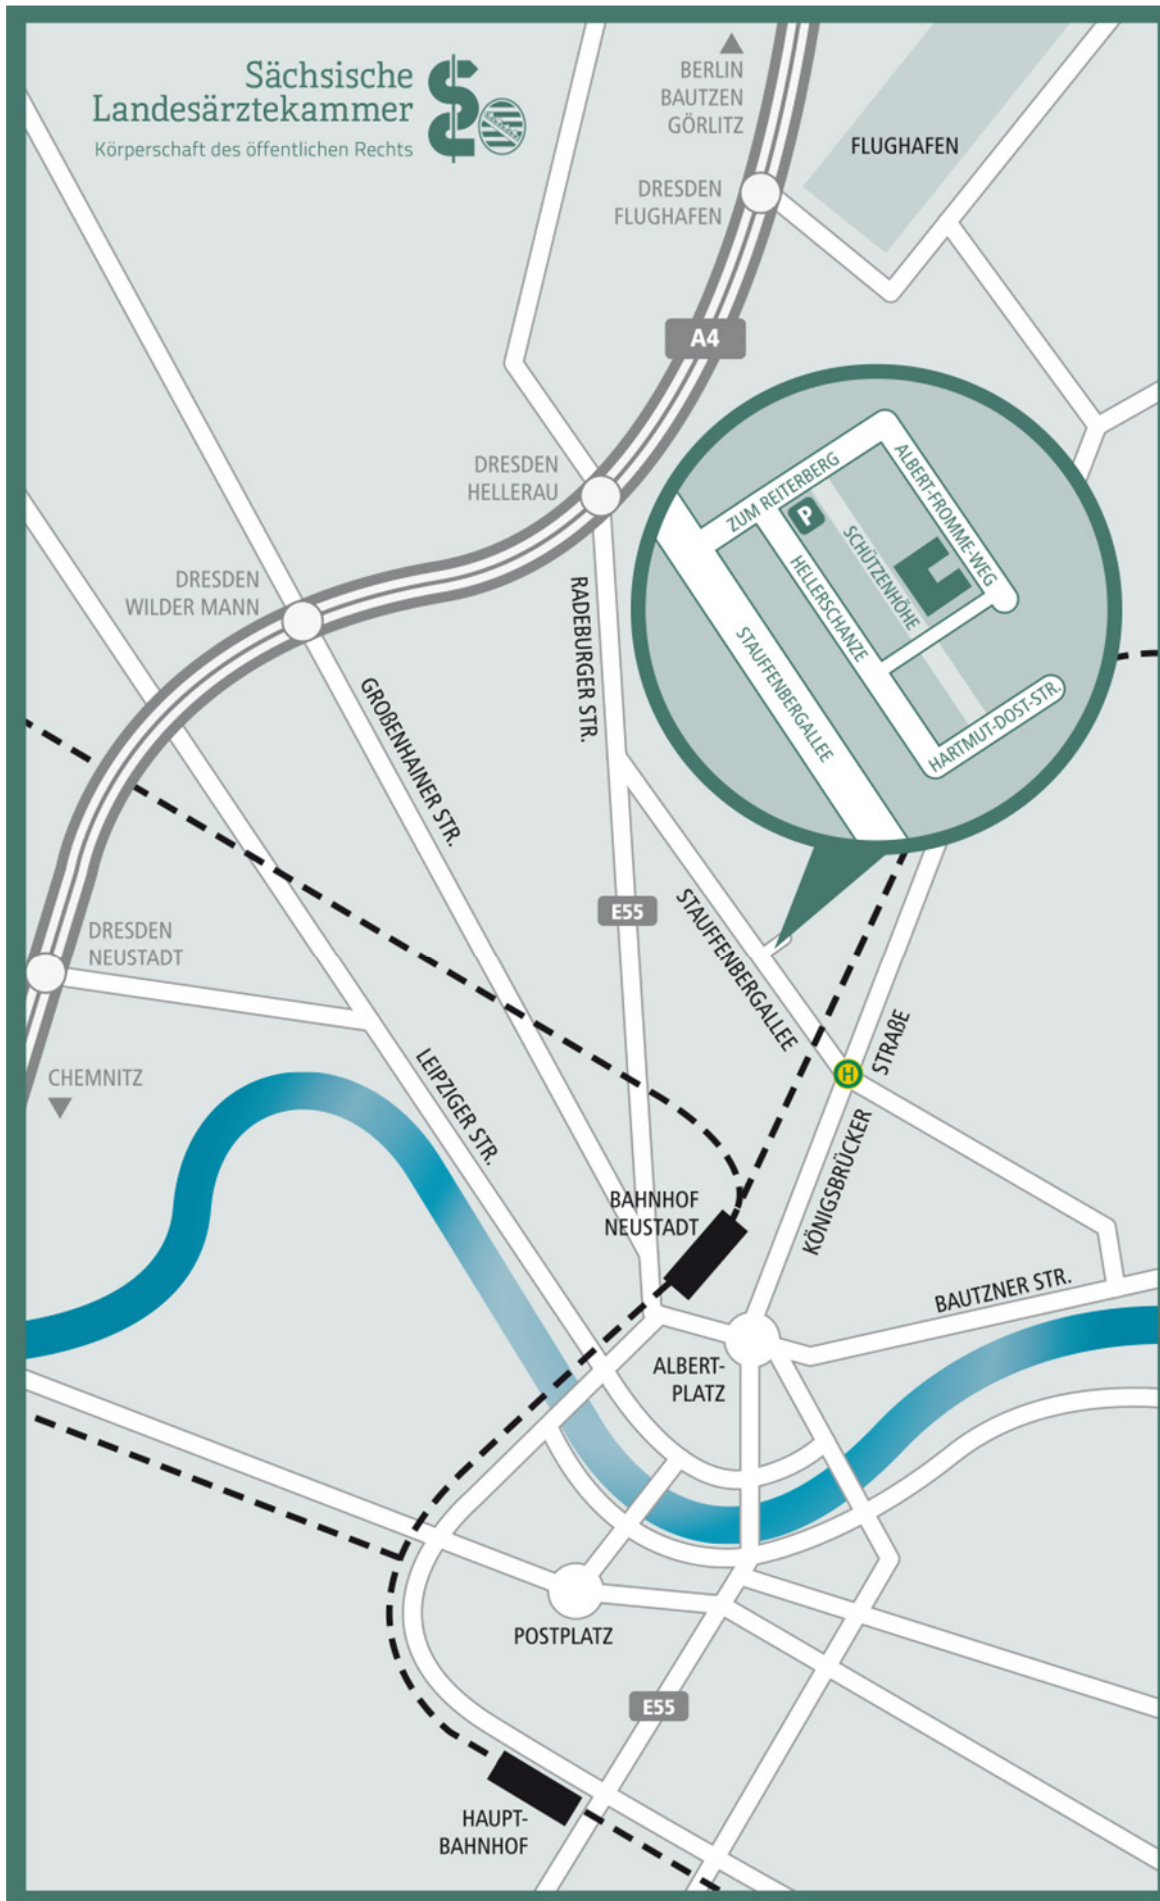 Sächsische
Landesärztekammer
Körperschaft des öffentlichen Rechts
BERLIN
BAUTZEN
GÖRLITZ
FLUGHAFEN
DRESDEN
FLUGHAFEN
A4
DRESDEN
HELLERAU
ZUM REITERBERG
ALBERT-FROMME-WEG
P
SCHÜTZENHÖHE
HELLERSCHANZE
STAUFFENBERGALLEE
HARTMUT-DOST-STR.
DRESDEN
WILDER MANN
RADEBURGER STR.
GROßENHAINER STR.
E55
STAUFFENBERGALLEE
DRESDEN
NEUSTADT
CHEMNITZ
LEIPZIGER STR.
H
KÖNIGSBRÜCKER STRAßE
BAHNHOF
NEUSTADT
BAUTZNER STR.
ALBERT-
PLATZ
POSTPLATZ
E55
HAUPT-
BAHNHOF